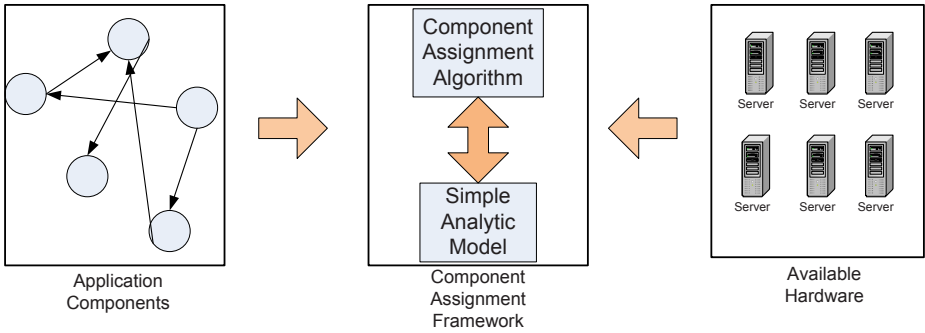 Application
Components
Component
Assignment
Algorithm
Simple
Analytic
Model
Component
Assignment
Framework
Server
Server
Server
Server
Server
Server
Available
Hardware